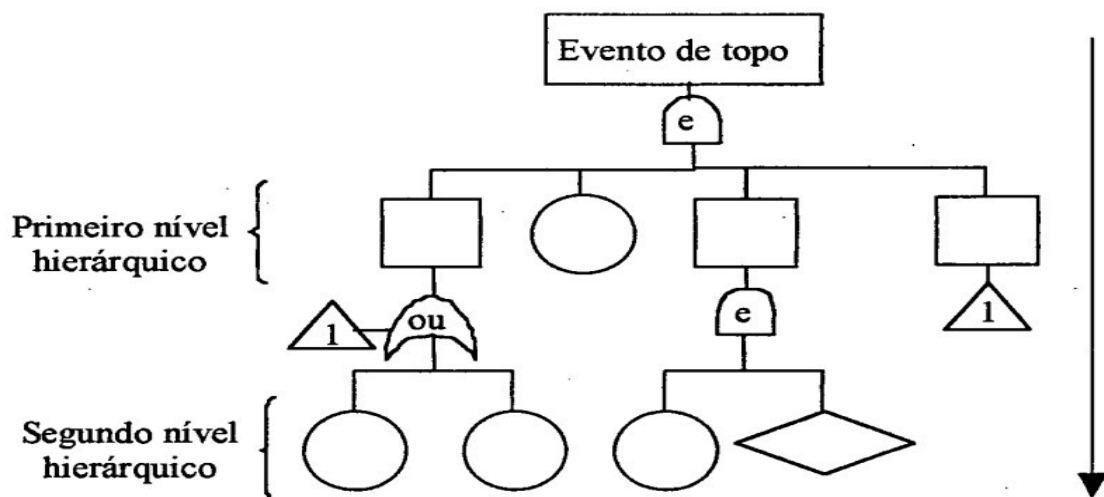 Evento de topo
e
Primeiro nível
hierárquico
ou
1
e
1
Segundo nível
hierárquico